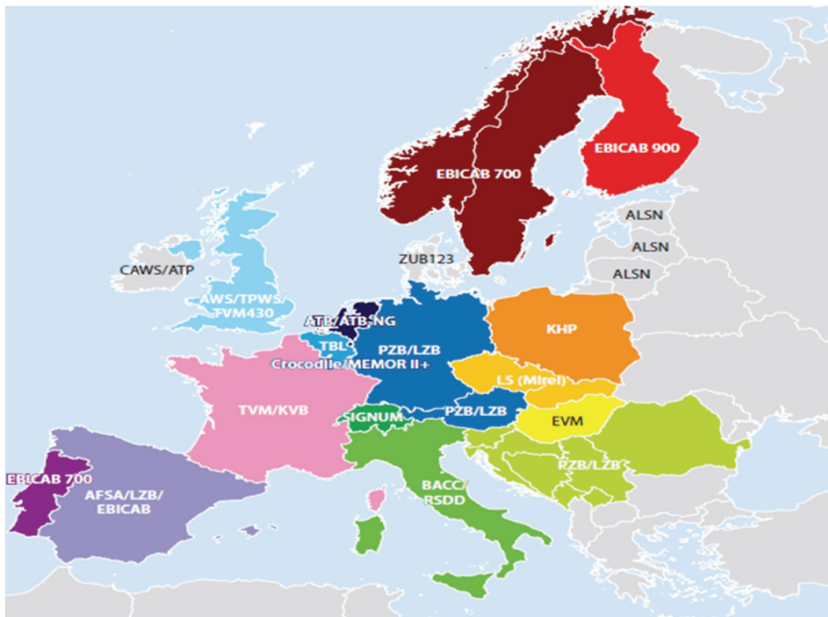 EBICAB 900
EBICAB 700
ALSN
ALSN
ALSN
ZUB123
CAWS/ATP
AWS/TPWS/
TVM430
ATB/ATB-NG
KHP
TBL
PZB/LZB
Crocodile/MEMOR II+
LS (Mirel)
TVM/KVB
SIGNUM
PZB/LZB
EVM
PZB/LZB
EBICAB 700
AFSA/LZB/
EBICAB
BACC/
RSDD